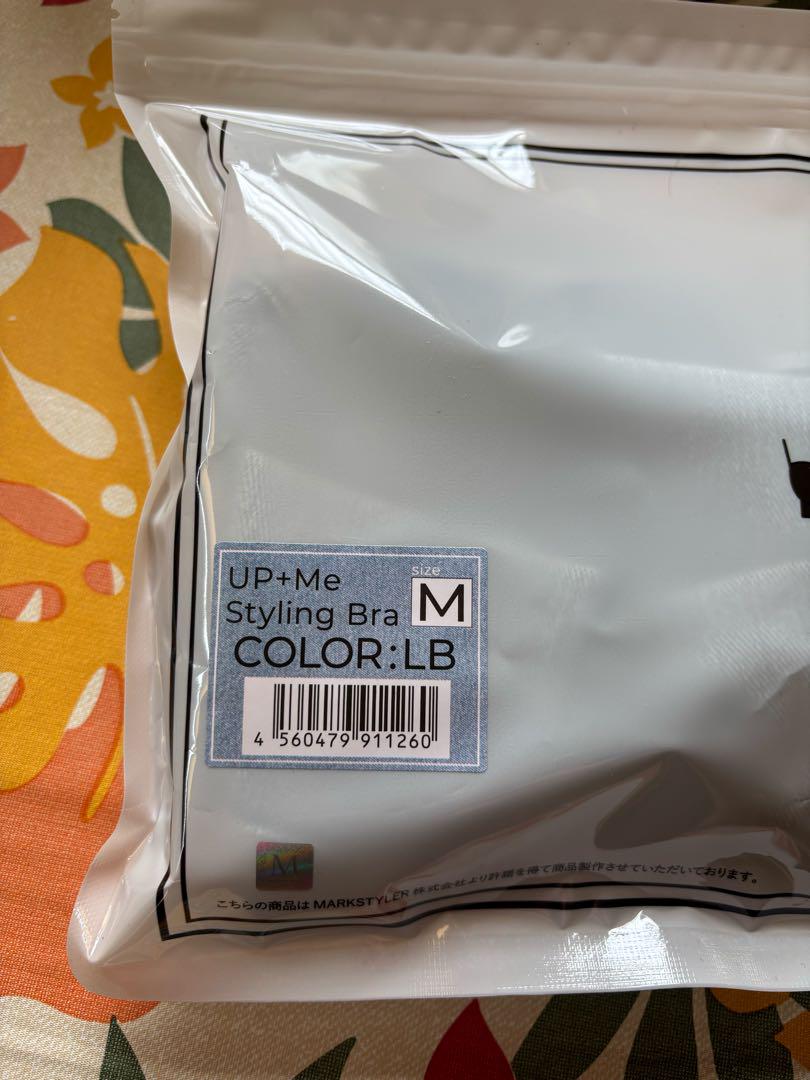 UP+Me
size
Styling Bra
M
COLOR:LB
4 560479 911260
M
こちらの商品は MARKSTYLER 株式会社より許諾を得て商品製作させていただいております。